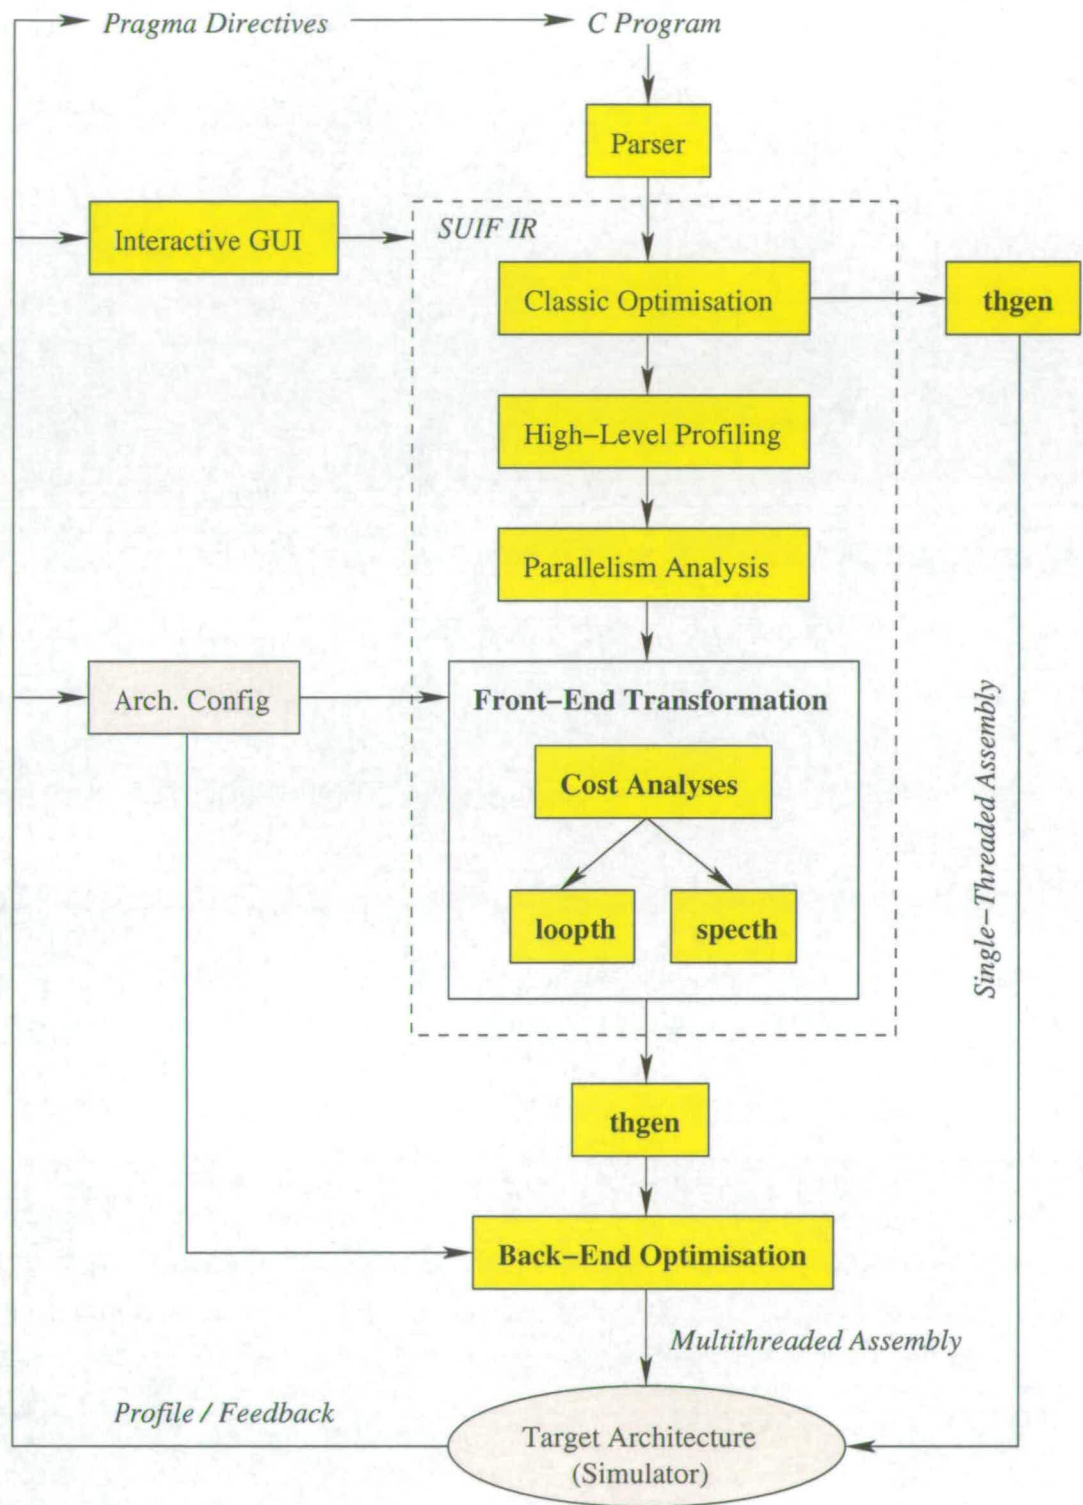 Pragma Directives
C Program
Parser
SUIF IR
Interactive GUI
Classic Optimisation
thgen
High-Level Profiling
Parallelism Analysis
Arch. Config
Front-End Transformation
Cost Analyses
loopth
specth
Single-Threaded Assembly
thgen
Back-End Optimisation
Multithreaded Assembly
Profile / Feedback
Target Architecture
(Simulator)